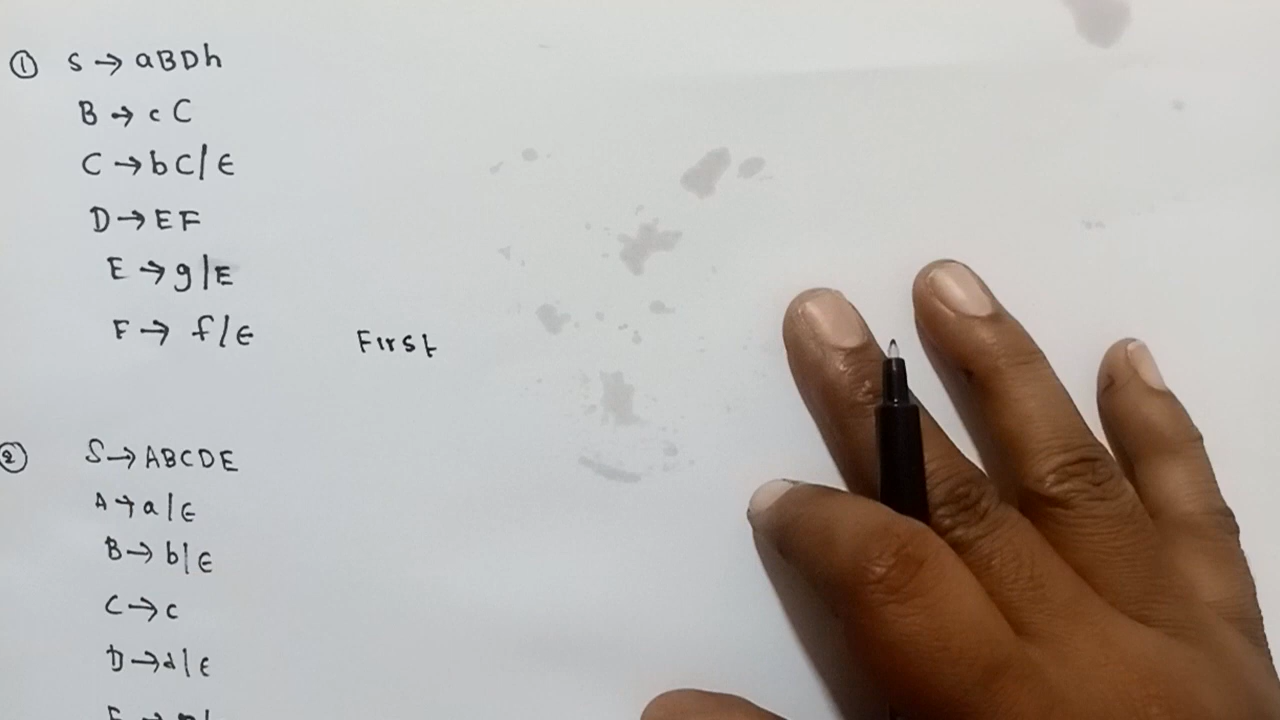 ① S → aBDh
B → cC
C → bC/ϵ
D → EF
E → g/E
F → f/ϵ
First
② S → ABCDE
A → a/ϵ
B → b/ϵ
C → c
D → d/ϵ